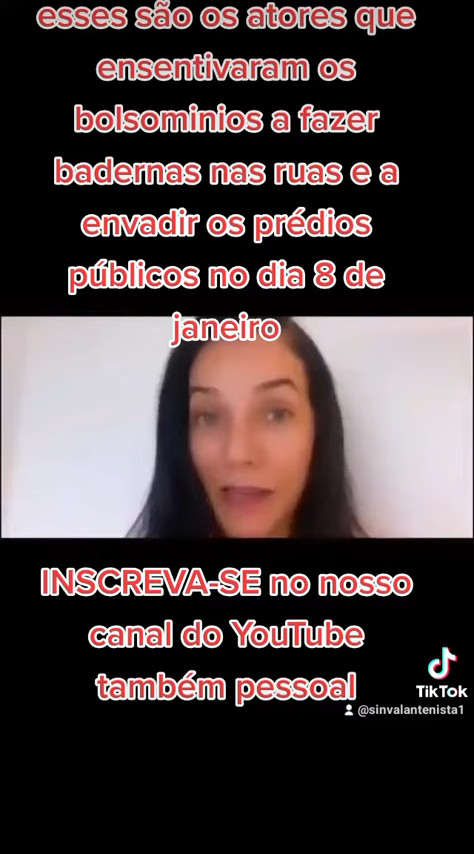 esses são os atores que
ensentivaram os
bolsominios a fazer
badernas nas ruas e a
envadir os prédios
públicos no dia 8 de
janeiro
INSCREVA-SE no nosso
canal do YouTube
também pessoal
TikTok
@sinvalantenista1